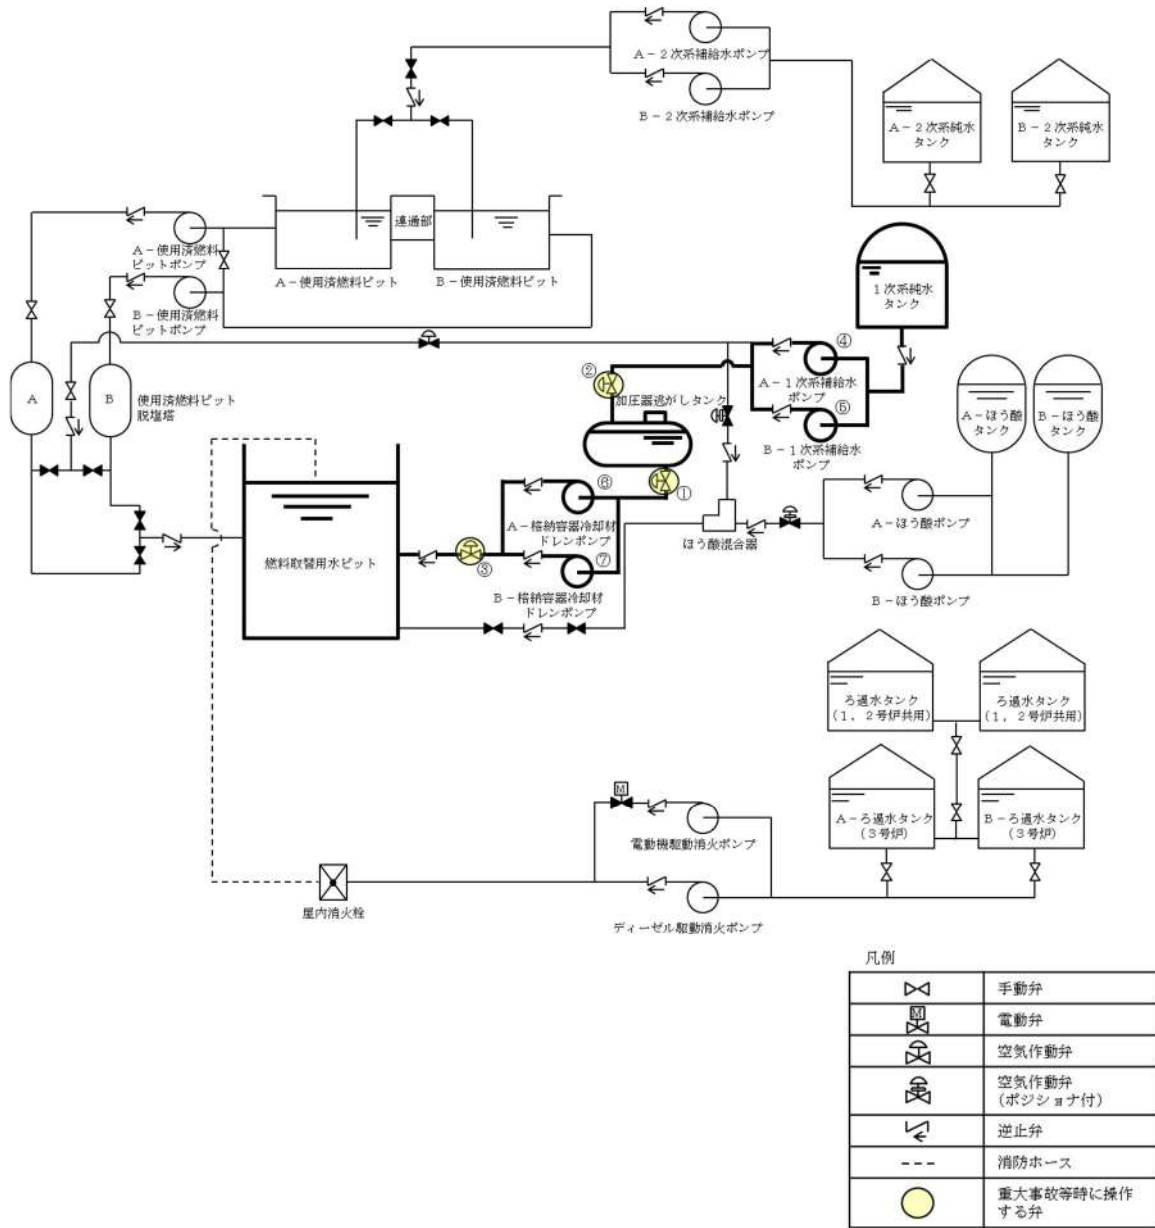 A－2次系補給水ポンプ
B－2次系補給水ポンプ
A－2次系純水
タンク
B－2次系純水
タンク
連通部
A－使用済燃料
ピットポンプ
A－使用済燃料ピット
B－使用済燃料ピット
B－使用済燃料
ピットポンプ
1次系純水
タンク
A
B
使用済燃料ピット
脱塩塔
②
④
加圧器逃がしタンク
A－1次系補給水
ポンプ
⑤
B－1次系補給水
ポンプ
A－ほう酸
タンク
B－ほう酸
タンク
①
⑥
A－格納容器冷却材
ドレンポンプ
③
⑦
B－格納容器冷却材
ドレンポンプ
燃料取替用水ピット
ほう酸混合器
A－ほう酸ポンプ
B－ほう酸ポンプ
ろ過水タンク
(1，2号炉共用)
ろ過水タンク
(1，2号炉共用)
A－ろ過水タンク
(3号炉)
B－ろ過水タンク
(3号炉)
M
電動機駆動消火ポンプ
屋内消火栓
ディーゼル駆動消火ポンプ
凡例
手動弁
M
電動弁
空気作動弁
空気作動弁
(ポジショナ付)
逆止弁
消防ホース
重大事故等時に操作
する弁